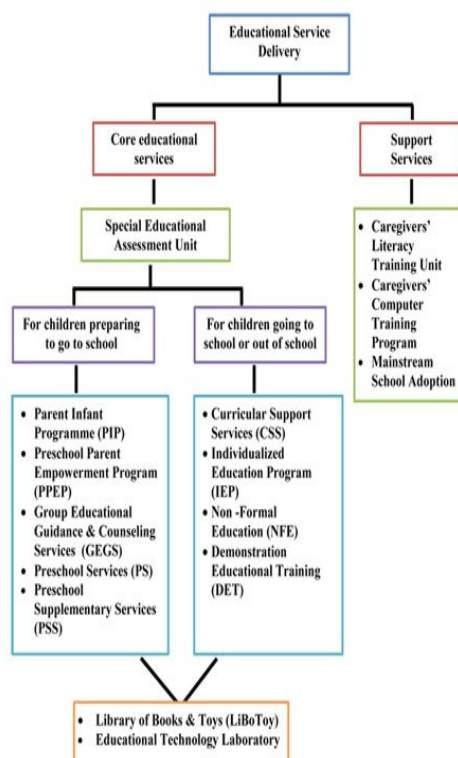 Educational Service
Delivery
Core educational
services
Support
Services
Special Educational
Assessment Unit
• Caregivers’
Literacy
Training Unit
• Caregivers’
Computer
Training
Program
• Mainstream
School Adoption
For children preparing
to go to school
For children going to
school or out of school
• Parent Infant
Programme (PIP)
• Preschool Parent
Empowerment Program
(PPEP)
• Group Educational
Guidance & Counseling
Services (GEGS)
• Preschool Services (PS)
• Preschool
Supplementary Services
(PSS)
• Curricular Support
Services (CSS)
• Individualized
Education Program
(IEP)
• Non -Formal
Education (NFE)
• Demonstration
Educational Training
(DET)
• Library of Books & Toys (LiBoToy)
• Educational Technology Laboratory